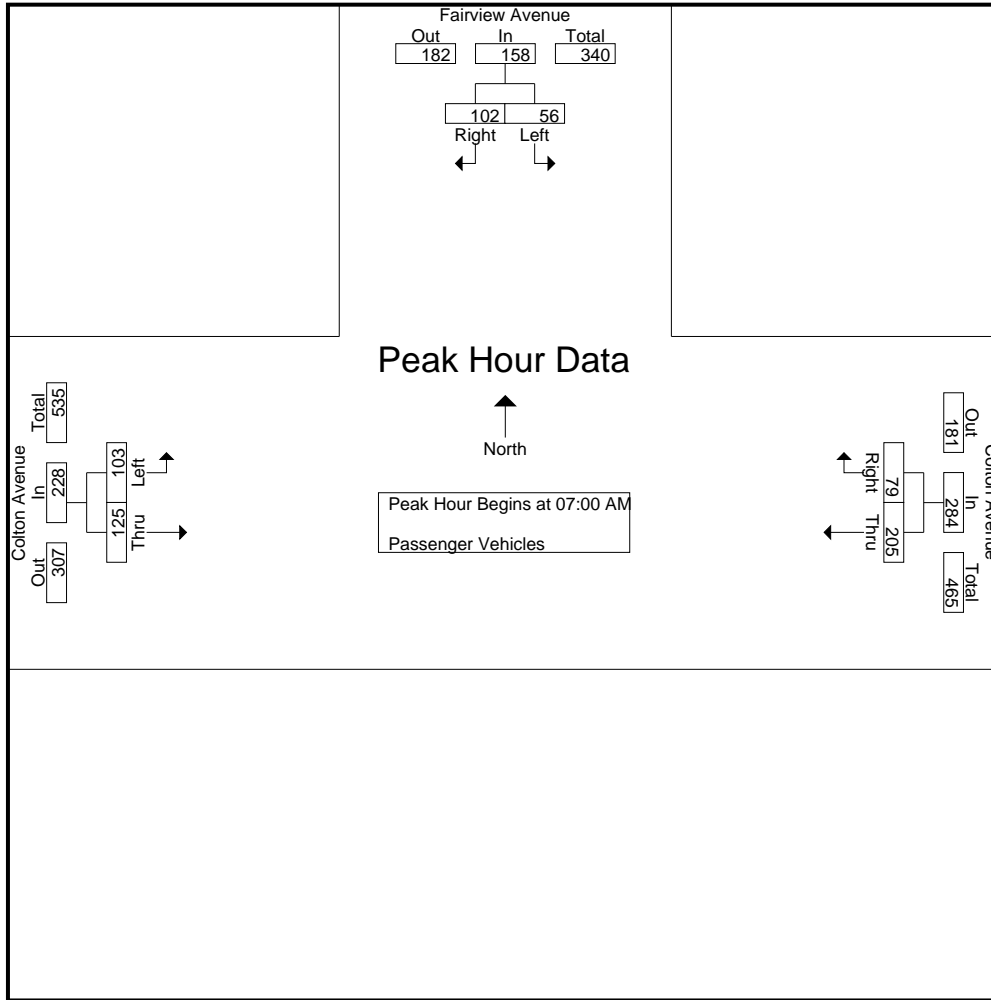 Fairview Avenue
Out In Total
182 158 340
102 56
Right Left
Peak Hour Data
North
Peak Hour Begins at 07:00 AM
Passenger Vehicles
Colton Avenue
Out In Total
307 228 535
125 103
Thru Left
Colton Avenue
Out In Total
181 284 465
79 205
Right Thru